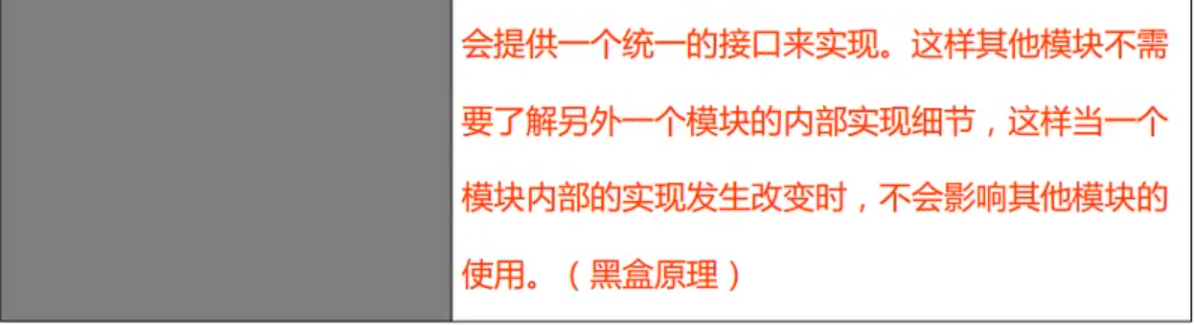 会提供一个统一的接口来实现。这样其他模块不需
要了解另外一个模块的内部实现细节，这样当一个
模块内部的实现发生改变时，不会影响其他模块的
使用。（黑盒原理）